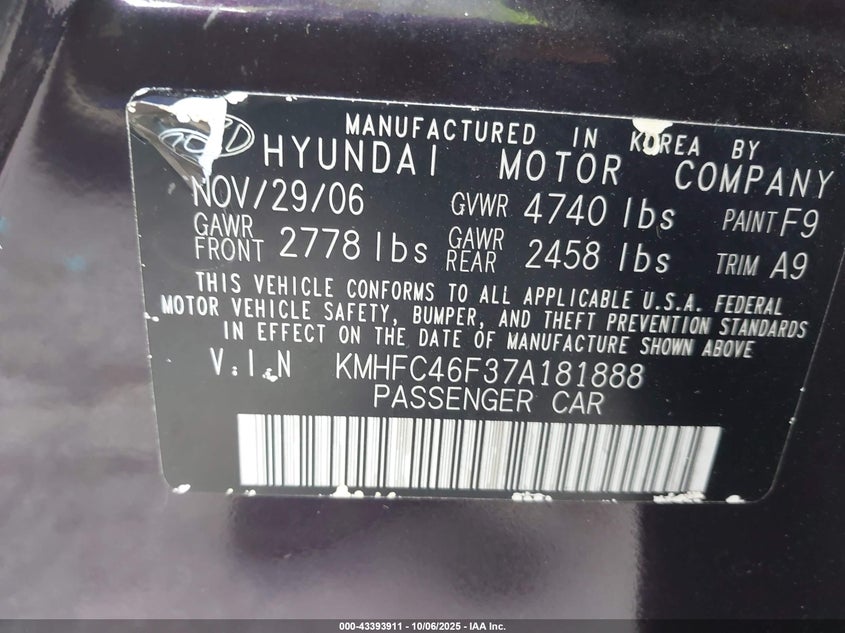 MANUFACTURED IN KOREA BY
HYUNDAI MOTOR COMPANY
NOV/29/06 GVWR 4740 lbs PAINT F9
GAWR FRONT 2778 lbs GAWR REAR 2458 lbs TRIM A9
THIS VEHICLE CONFORMS TO ALL APPLICABLE U.S.A. FEDERAL
MOTOR VEHICLE SAFETY, BUMPER, AND THEFT PREVENTION STANDARDS
IN EFFECT ON THE DATE OF MANUFACTURE SHOWN ABOVE
V.I.N KMHFC46F37A181888
PASSENGER CAR
000-43393911 - 10/06/2025 - IAA Inc.